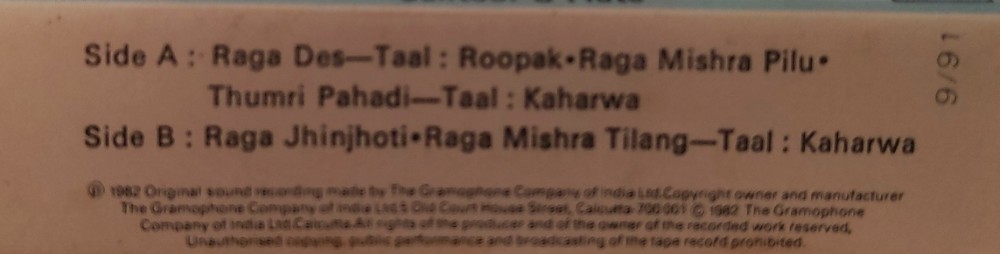 Side A : Raga Des—Taal : Roopak•Raga Mishra Pilu•
Thumri Pahadi—Taal : Kaharwa
Side B : Raga Jhinjhoti•Raga Mishra Tilang—Taal : Kaharwa
Ⓟ 1982 Original sound recording made by The Gramophone Company of India Ltd. Copyright owner and manufacturer
The Gramophone Company of India Ltd. 5 Old Court House Street, Calcutta-700 001 © 1982 The Gramophone
Company of India Ltd. Calcutta. All rights of the producer and of the owner of the recorded work reserved,
Unauthorised copying, public performance and broadcasting of the tape record prohibited.
9/91